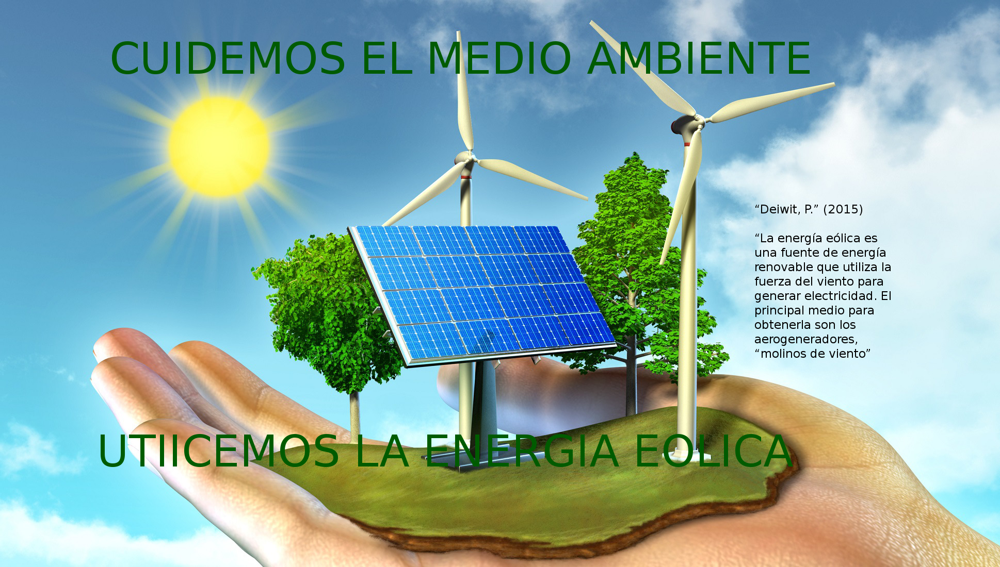 CUIDEMOS EL MEDIO AMBIENTE
“Deiwit, P.” (2015)
“La energía eólica es
una fuente de energía
renovable que utiliza la
fuerza del viento para
generar electricidad. El
principal medio para
obtenerla son los
aerogeneradores,
“molinos de viento”
UTIICEMOS LA ENERGIA EOLICA